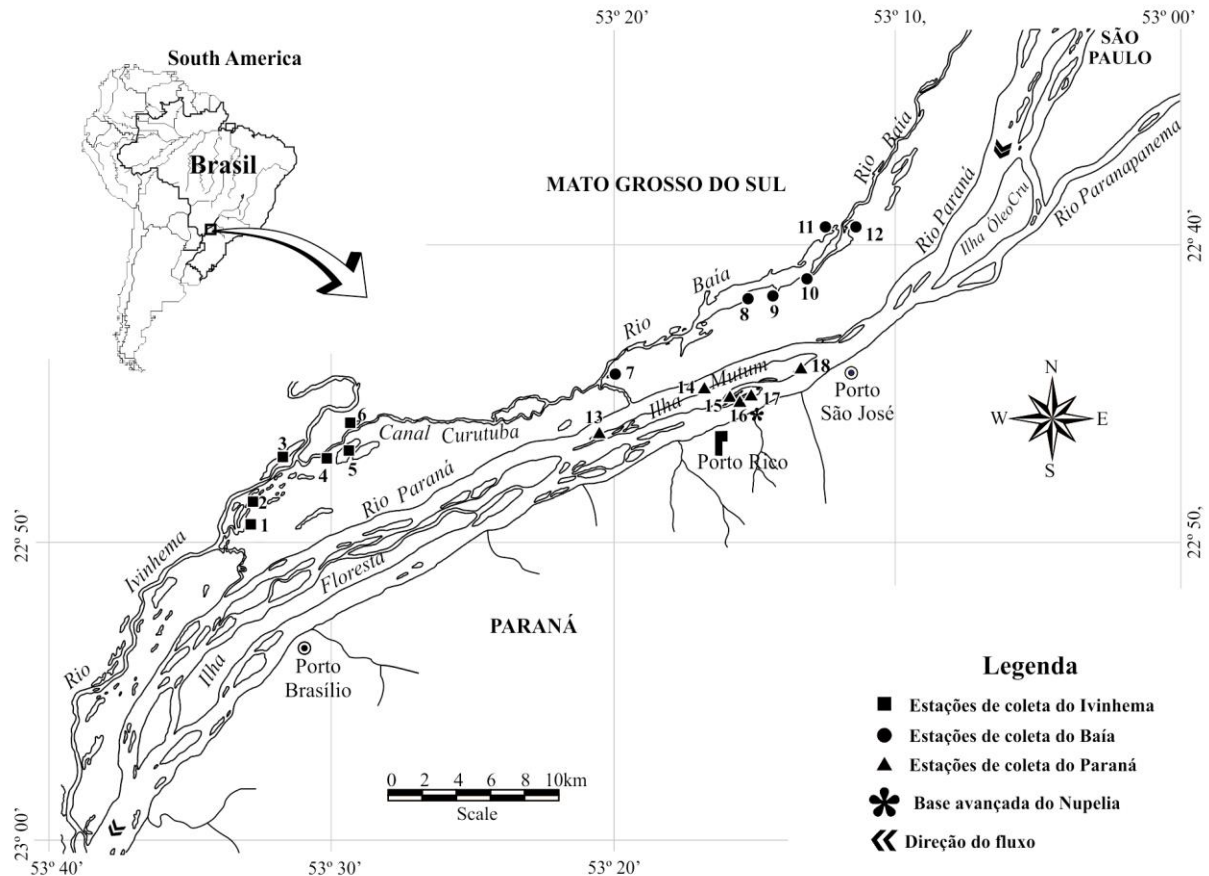 53º 20’
53º 10,
53º 00’
South America
Brasil
SÃO
PAULO
MATO GROSSO DO SUL
Rio Baía
Rio Paraná
Ilha ÓleoCru
Rio Paranapanema
22º 40’
11
12
10
9
8
Rio
Baía
7
18
14
Ilha
Mutum
17
15
16
13
Porto
São José
Porto Rico
N
W
E
S
6
3
5
4
2
1
Canal Curutuba
Rio Paraná
22º 50’
22º 50,
Rio
Ivinhema
Ilha
Floresta
PARANÁ
Porto
Brasílio
Legenda
Estações de coleta do Ivinhema
Estações de coleta do Baía
Estações de coleta do Paraná
Base avançada do Nupelia
Direção do fluxo
0 2 4 6 8 10km
Scale
23º 00’
53º 40’
53º 30’
53º 20’